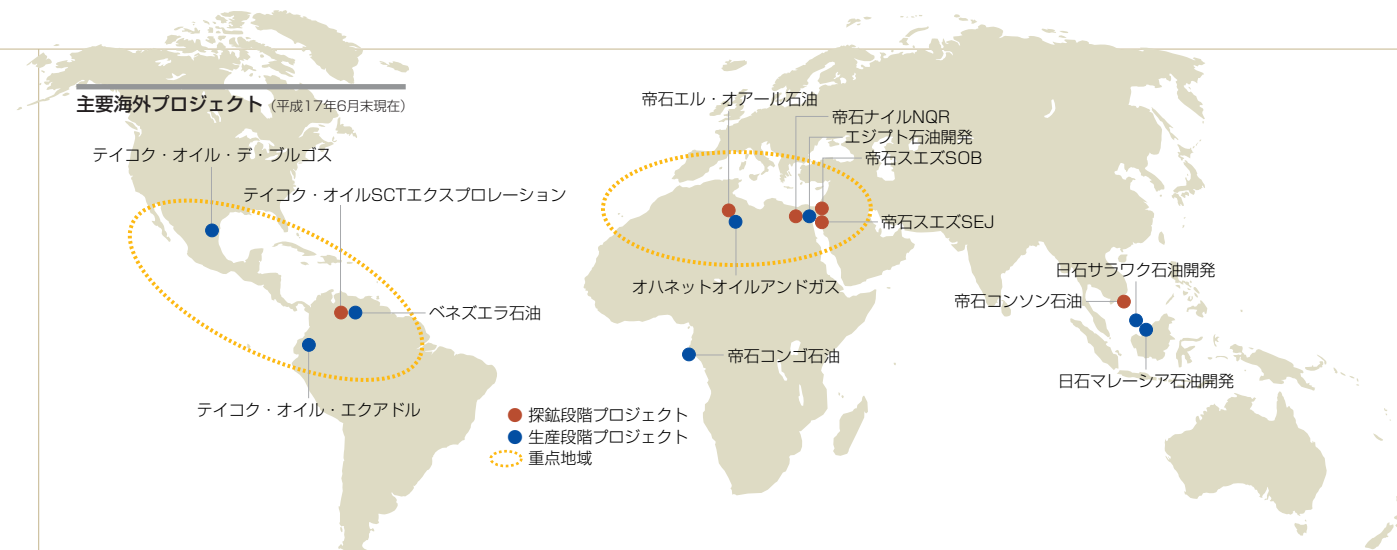 主要海外プロジェクト（平成17年6月末現在）
テイコク・オイル・デ・ブルゴス
テイコク・オイルSCTエクスプロレーション
ベネズエラ石油
テイコク・オイル・エクアドル
帝石エル・オアール石油
帝石ナイルNQR
エジプト石油開発
帝石スエズSOB
帝石スエズSEJ
オハネットオイルアンドガス
帝石コンゴ石油
日石サラワク石油開発
帝石コンソン石油
日石マレーシア石油開発
探鉱段階プロジェクト
生産段階プロジェクト
重点地域